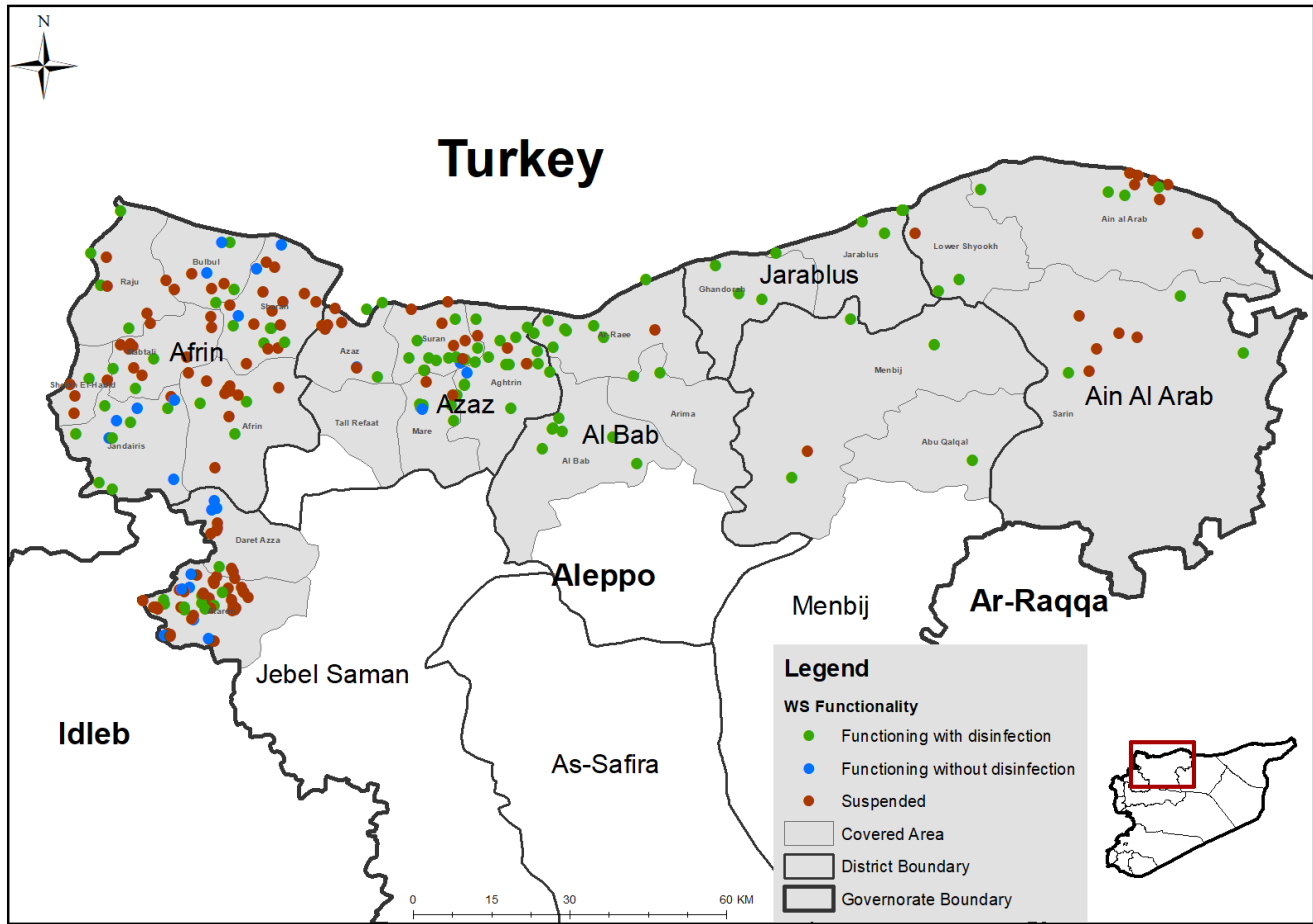 N
Turkey
Ain al Arab
Lower Shyookh
Jarablus
Bulbul
Jarablus
Raju
Ghandorah
Sharan
Al-Raee
Suran
Azaz
Afrin
Menbij
Aghtrin
Ain Al Arab
Azaz
Arima
Sarin
Tall Refaat
Mare
Afrin
Al Bab
Abu Qalqal
Jandairis
Al Bab
Daret Azza
Aleppo
Ar-Raqqa
Menbij
Jebel Saman
Idleb
As-Safira
Legend
WS Functionality
Functioning with disinfection
Functioning without disinfection
Suspended
Covered Area
District Boundary
Governorate Boundary
0 15 30 60 KM